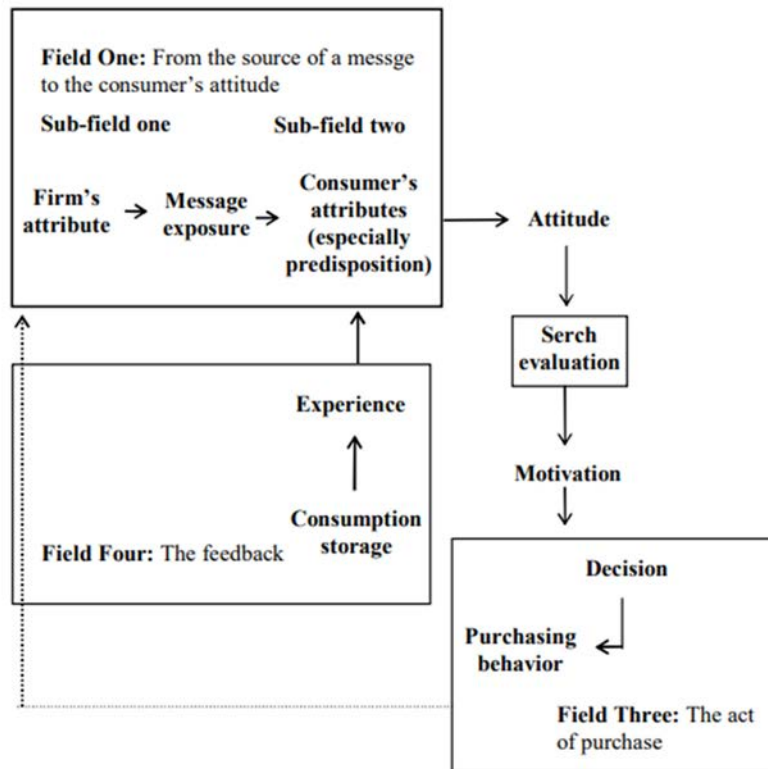 Field One: From the source of a messge
to the consumer’s attitude
Sub-field one
Sub-field two
Firm’s
attribute
Message
exposure
Consumer’s
attributes
(especially
predisposition)
Attitude
Serch
evaluation
Motivation
Experience
Consumption
storage
Field Four: The feedback
Decision
Purchasing
behavior
Field Three: The act
of purchase